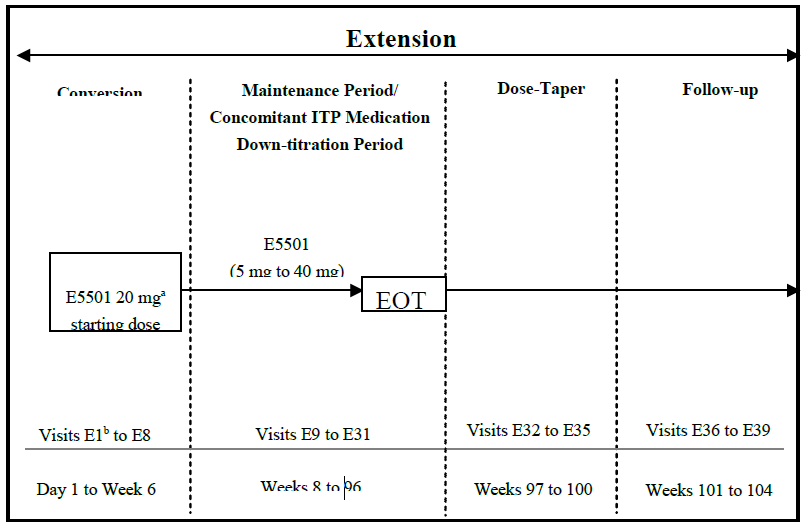 Extension
Conversion
Maintenance Period/
Concomitant ITP Medication
Down-titration Period
Dose-Taper
Follow-up
E5501
(5 mg to 40 mg)
E5501 20 mgᵃ
starting dose
EOT
Visits E1ᵇ to E8
Visits E9 to E31
Visits E32 to E35
Visits E36 to E39
Day 1 to Week 6
Weeks 8 to 96
Weeks 97 to 100
Weeks 101 to 104